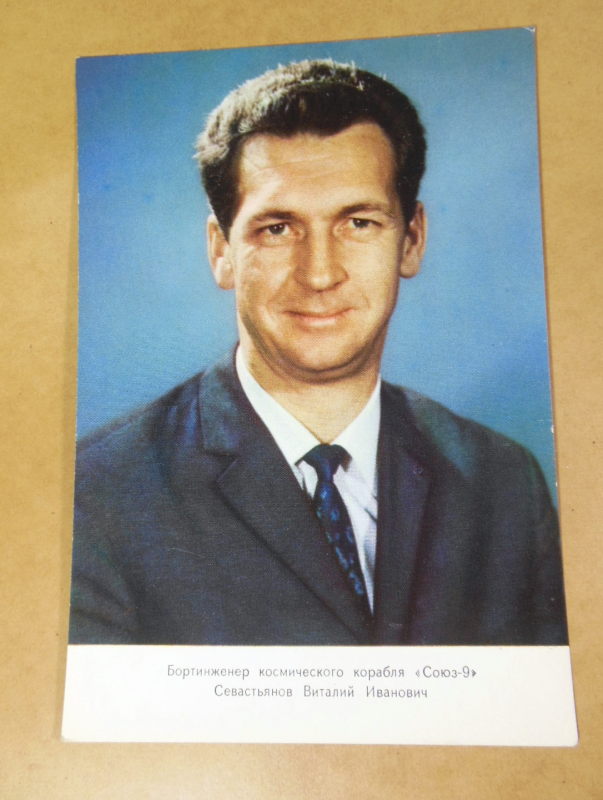 Бортинженер космического корабля «Союз-9»
Севастьянов Виталий Иванович